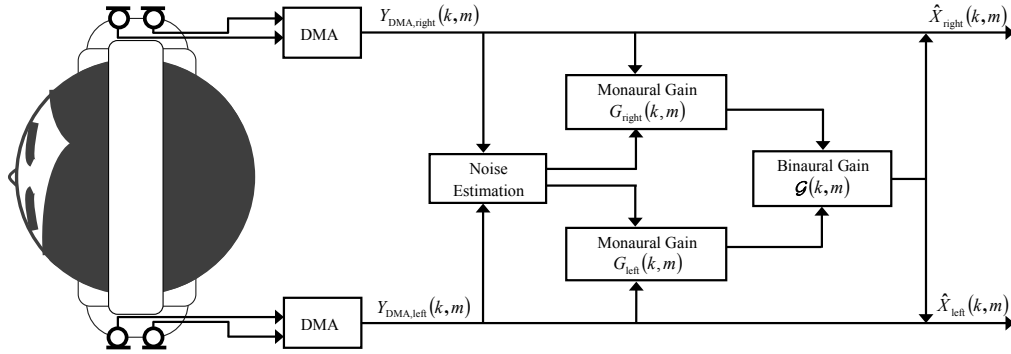 DMA
Y_DMA,right(k,m)
X̂_right(k,m)
Monaural Gain
G_right(k,m)
Noise
Estimation
Binaural Gain
𝓖(k,m)
Monaural Gain
G_left(k,m)
DMA
Y_DMA,left(k,m)
X̂_left(k,m)